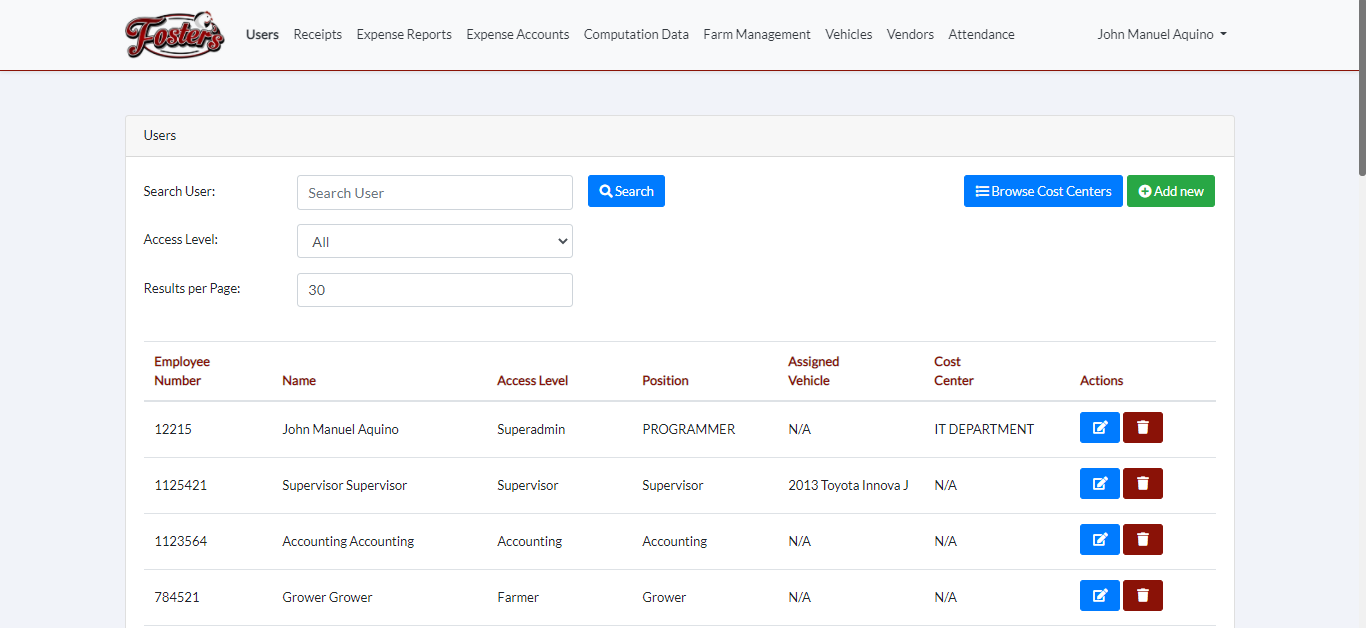 Foster's
Users Receipts Expense Reports Expense Accounts Computation Data Farm Management Vehicles Vendors Attendance John Manuel Aquino
Users
Search User: Search User Search Browse Cost Centers Add new
Access Level: All
Results per Page: 30
Employee Number Name Access Level Position Assigned Vehicle Cost Center Actions
12215 John Manuel Aquino Superadmin PROGRAMMER N/A IT DEPARTMENT
1125421 Supervisor Supervisor Supervisor Supervisor 2013 Toyota Innova J N/A
1123564 Accounting Accounting Accounting Accounting N/A N/A
784521 Grower Grower Farmer Grower N/A N/A